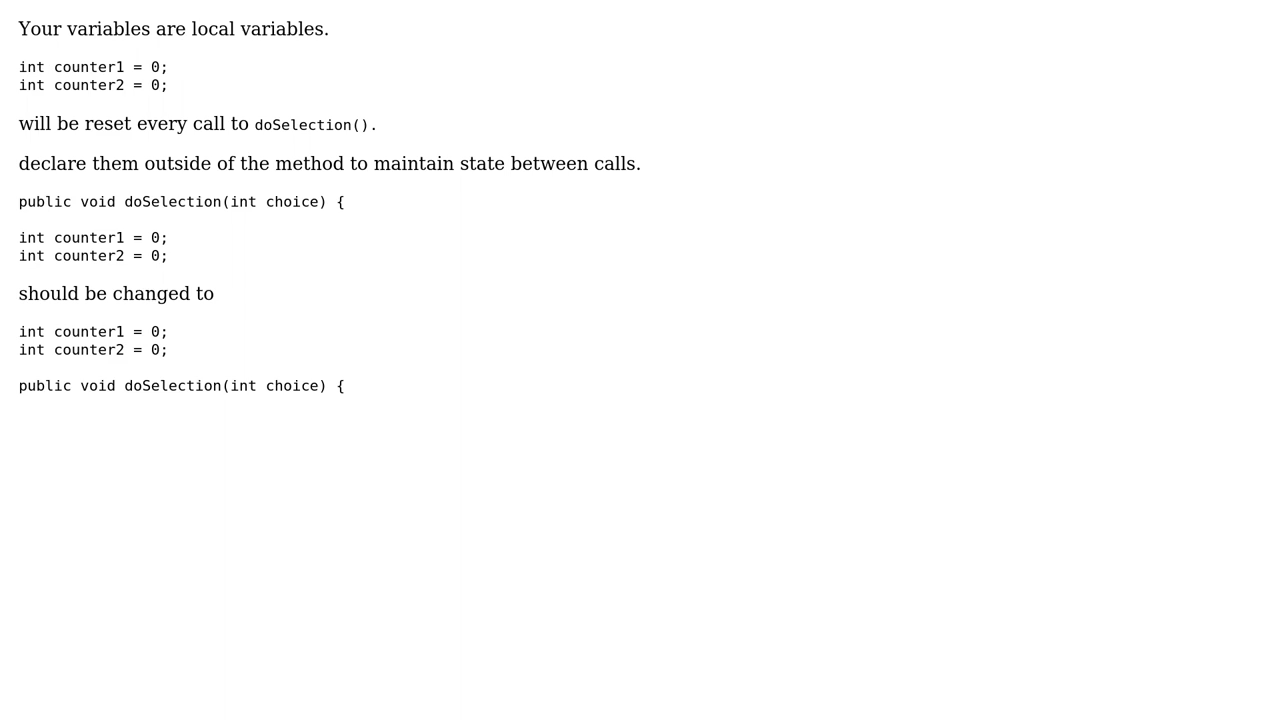 Your variables are local variables.
int counter1 = 0;
int counter2 = 0;
will be reset every call to doSelection().
declare them outside of the method to maintain state between calls.
public void doSelection(int choice) {
int counter1 = 0;
int counter2 = 0;
should be changed to
int counter1 = 0;
int counter2 = 0;
public void doSelection(int choice) {